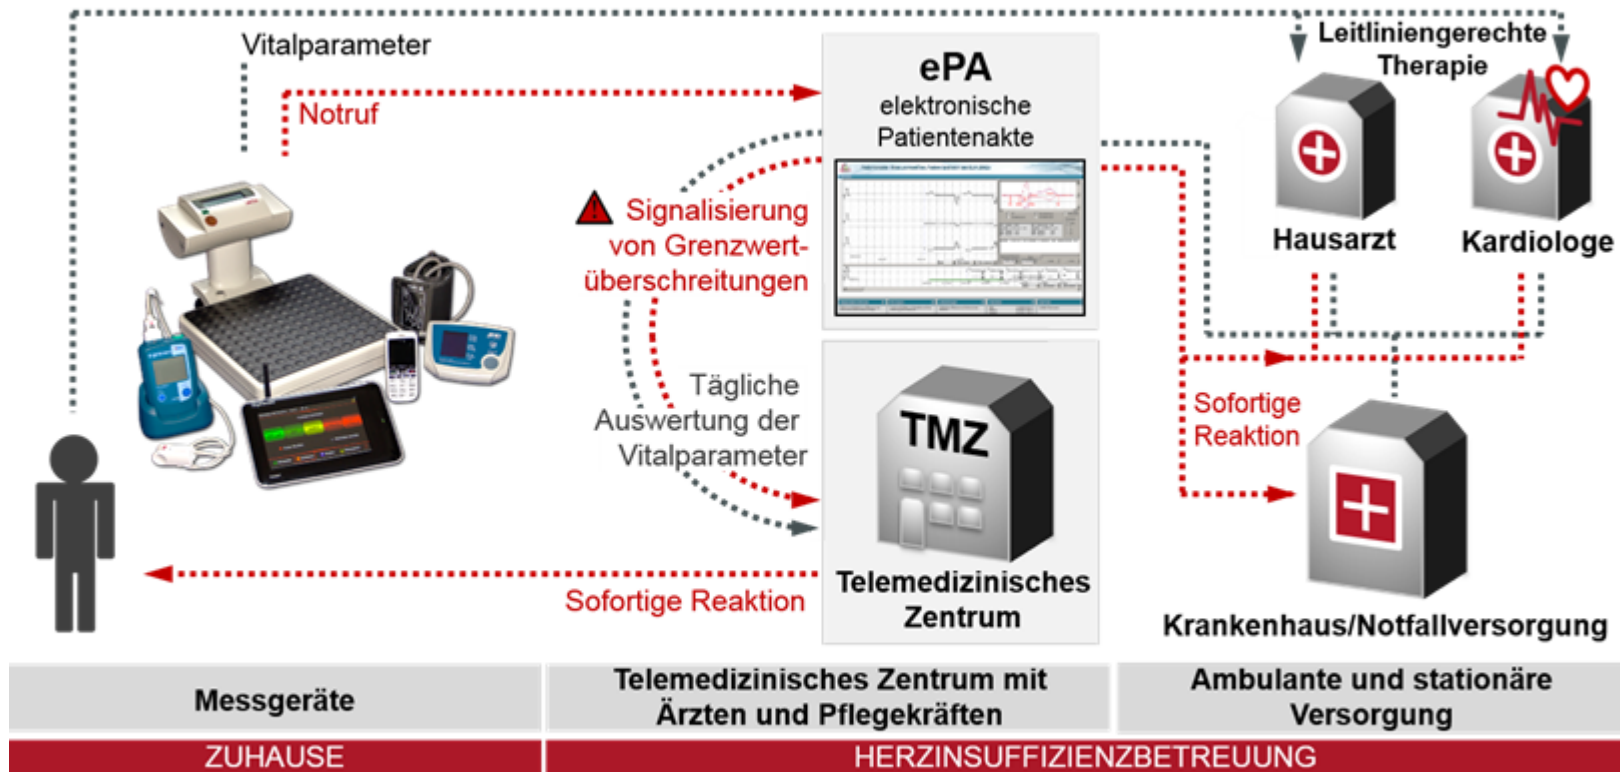 Vitalparameter
Notruf
ePA
elektronische
Patientenakte
Leitliniengerechte
Therapie
Hausarzt
Kardiologe
Signalisierung
von Grenzwert-
überschreitungen
Tägliche
Auswertung der
Vitalparameter
TMZ
Telemedizinisches
Zentrum
Sofortige
Reaktion
Sofortige Reaktion
Krankenhaus/Notfallversorgung
Messgeräte
Telemedizinisches Zentrum mit
Ärzten und Pflegekräften
Ambulante und stationäre
Versorgung
ZUHAUSE
HERZINSUFFIZIENZBETREUUNG